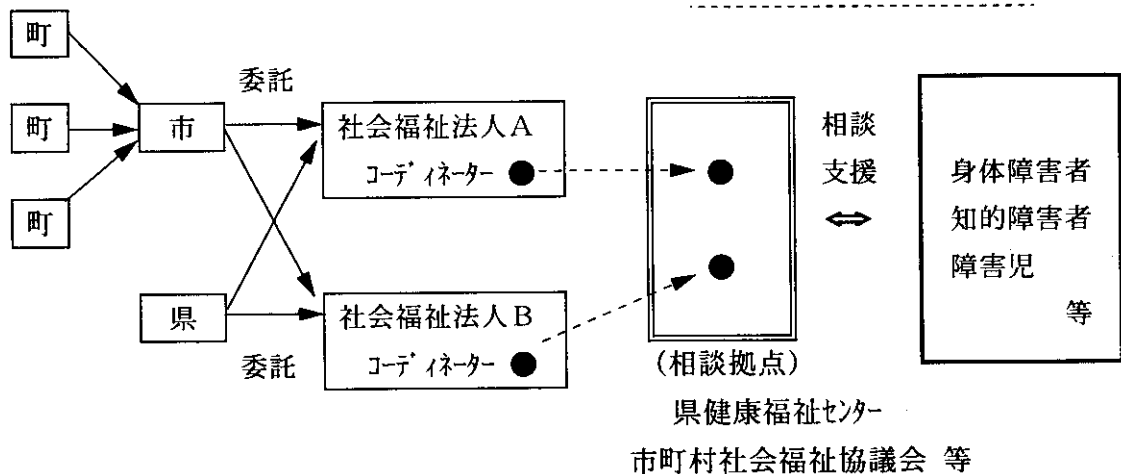 町
町
町
市
県
委託
委託
社会福祉法人A
コーディネーター
社会福祉法人B
コーディネーター
(相談拠点)
県健康福祉センター
市町村社会福祉協議会 等
相談
支援
身体障害者
知的障害者
障害児
等